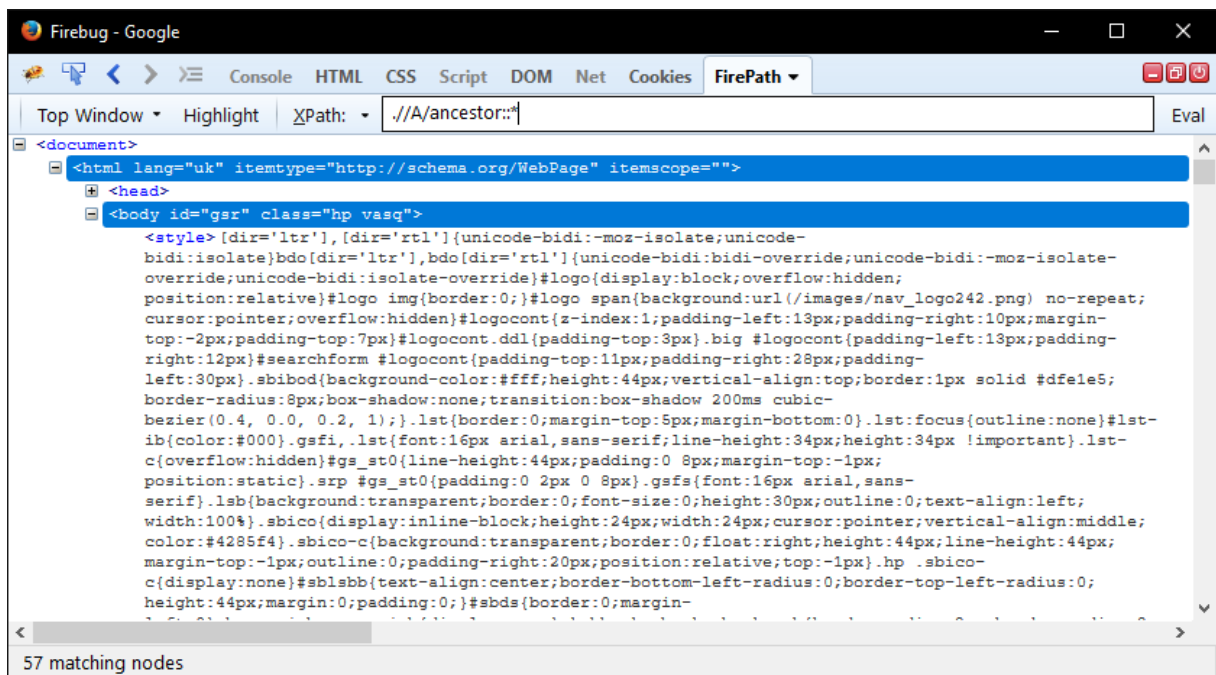 Firebug - Google
Console HTML CSS Script DOM Net Cookies FirePath
Top Window Highlight XPath: .//A/ancestor::* Eval
<document>
<html lang="uk" itemtype="http://schema.org/WebPage" itemscope="">
<head>
<body id="gsr" class="hp vasq">
<style>[dir='ltr'],[dir='rtl']{unicode-bidi:-moz-isolate;unicode-
bidi:isolate}bdo[dir='ltr'],bdo[dir='rtl']{unicode-bidi:bidi-override;unicode-bidi:-moz-isolate-
override;unicode-bidi:isolate-override}#logo{display:block;overflow:hidden;
position:relative}#logo img{border:0;}#logo span{background:url(/images/nav_logo242.png) no-repeat;
cursor:pointer;overflow:hidden}#logocont{z-index:1;padding-left:13px;padding-right:10px;margin-
top:-2px;padding-top:7px}#logocont.ddl{padding-top:3px}.big #logocont{padding-left:13px;padding-
right:12px}#searchform #logocont{padding-top:11px;padding-right:28px;padding-
left:30px}.sbibod{background-color:#fff;height:44px;vertical-align:top;border:1px solid #dfe1e5;
border-radius:8px;box-shadow:none;transition:box-shadow 200ms cubic-
bezier(0.4, 0.0, 0.2, 1);}.lst{border:0;margin-top:5px;margin-bottom:0}.lst:focus{outline:none}#lst-
ib{color:#000}.gsfi,.lst{font:16px arial,sans-serif;line-height:34px;height:34px !important}.lst-
c{overflow:hidden}#gs_st0{line-height:44px;padding:0 8px;margin-top:-1px;
position:static}.srp #gs_st0{padding:0 2px 0 8px}.gsfs{font:16px arial,sans-
serif}.lsb{background:transparent;border:0;font-size:0;height:30px;outline:0;text-align:left;
width:100%}.sbico{display:inline-block;height:24px;width:24px;cursor:pointer;vertical-align:middle;
color:#4285f4}.sbico-c{background:transparent;border:0;float:right;height:44px;line-height:44px;
margin-top:-1px;outline:0;padding-right:20px;position:relative;top:-1px}.hp .sbico-
c{display:none}#sblsbb{text-align:center;border-bottom-left-radius:0;border-top-left-radius:0;
height:44px;margin:0;padding:0;}#sbds{border:0;margin-
57 matching nodes